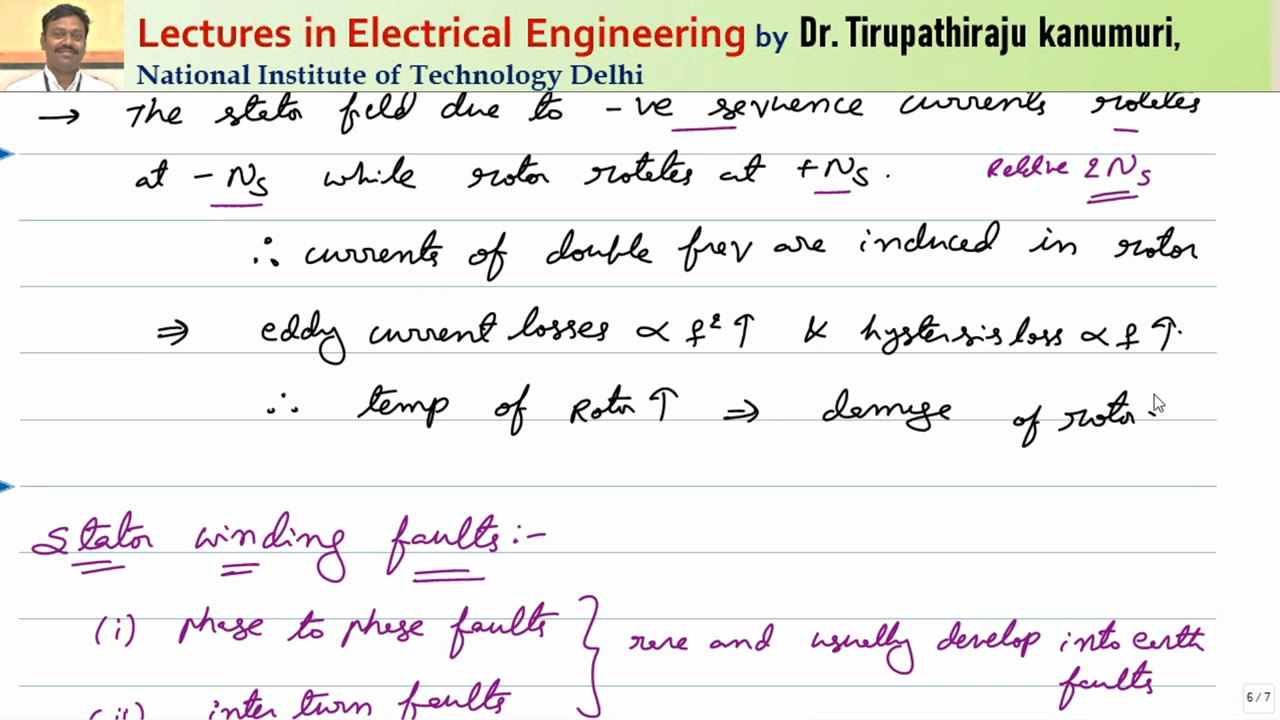 Lectures in Electrical Engineering by Dr. Tirupathiraju kanumuri,
National Institute of Technology Delhi
→ The stator field due to -ve sequence currents rotates
at - Ns while rotor rotates at +Ns. Relative 2Ns
∴ currents of double freq are induced in rotor
⇒ eddy current losses ∝ f² ↑ & hystersis loss ∝ f ↑.
∴ temp of Rotor ↑ ⇒ damage of rotor.
Stator winding faults:-
(i) phase to phase faults } rare and usually develop into earth
faults
(ii) inter turn faults
6 / 7